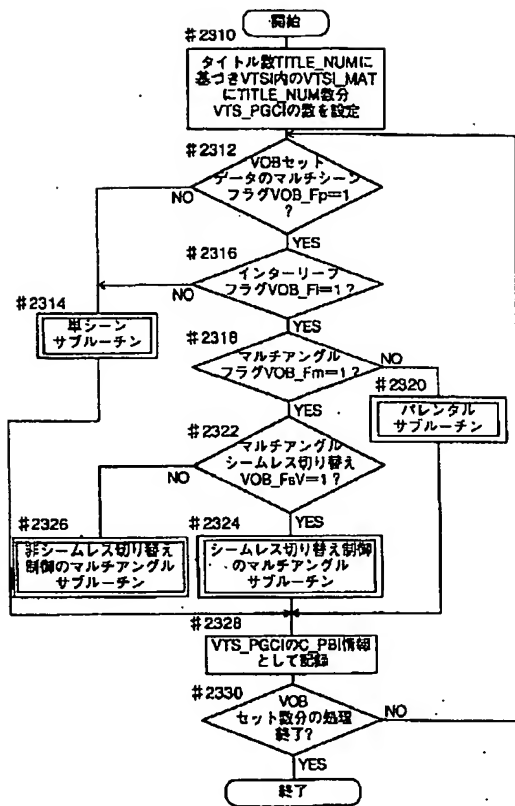 開始
#2310
タイトル数TITLE_NUMに
基づきVTSI内のVTSI_MAT
にTITLE_NUM数分
VTS_PGCIの数を設定
#2312
VOBセット
データのマルチシーン
フラグVOB_Fp=1
?
NO
YES
#2316
インターリーブ
フラグVOB_Fi=1?
NO
YES
#2314
単シーン
サブルーチン
#2318
マルチアングル
フラグVOB_Fm=1?
NO
YES
#2320
パレンタル
サブルーチン
#2322
マルチアングル
シームレス切り替え
VOB_FsV=1?
NO
YES
#2326
非シームレス切り替え
制御のマルチアングル
サブルーチン
#2324
シームレス切り替え制御
のマルチアングル
サブルーチン
#2328
VTS_PGCIのC_PBI情報
として記録
#2330
VOB
セット数分の処理
終了?
NO
YES
終了